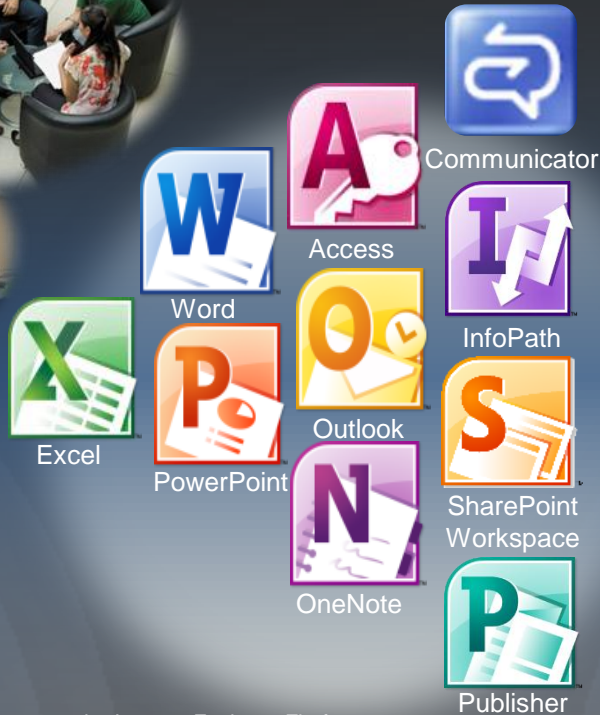 Communicator
A
Access
W
Word
I
InfoPath
X
Excel
P
PowerPoint
O
Outlook
S
SharePoint
Workspace
N
OneNote
P
Publisher